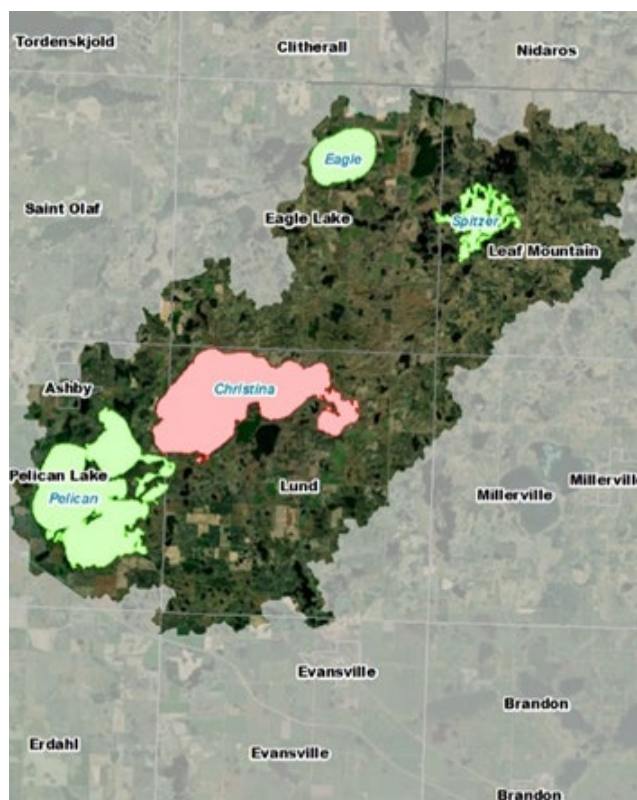 Tordenskjold
Clitherall
Nidaros
Eagle
Saint Olaf
Eagle Lake
Spitzer
Leaf Mountain
Ashby
Christina
Pelican Lake
Pelican
Lund
Millerville
Millervill
Evansville
Brandon
Erdahl
Evansville
Brandon